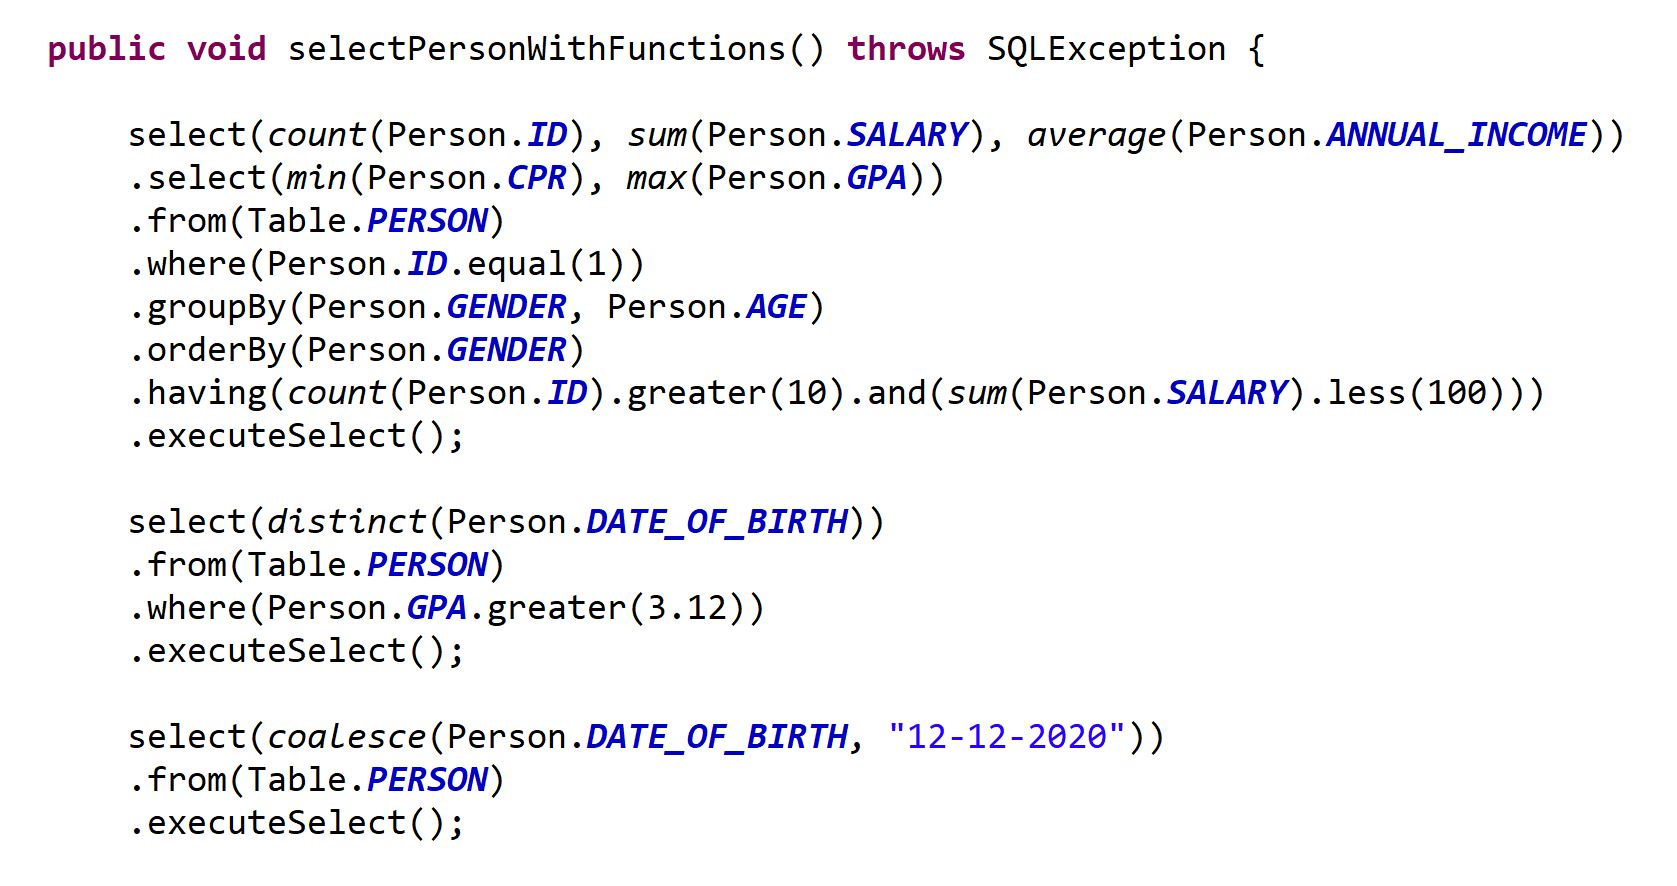 public void selectPersonWithFunctions() throws SQLException {
select(count(Person.ID), sum(Person.SALARY), average(Person.ANNUAL_INCOME))
.select(min(Person.CPR), max(Person.GPA))
.from(Table.PERSON)
.where(Person.ID.equal(1))
.groupBy(Person.GENDER, Person.AGE)
.orderBy(Person.GENDER)
.having(count(Person.ID).greater(10).and(sum(Person.SALARY).less(100)))
.executeSelect();
select(distinct(Person.DATE_OF_BIRTH))
.from(Table.PERSON)
.where(Person.GPA.greater(3.12))
.executeSelect();
select(coalesce(Person.DATE_OF_BIRTH, "12-12-2020"))
.from(Table.PERSON)
.executeSelect();